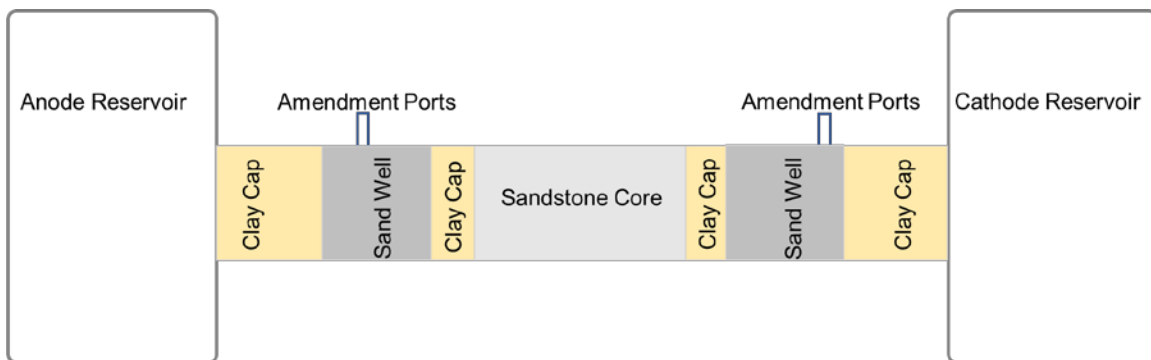 Anode Reservoir
Amendment Ports
Amendment Ports
Cathode Reservoir
Clay Cap
Sand Well
Clay Cap
Sandstone Core
Clay Cap
Sand Well
Clay Cap